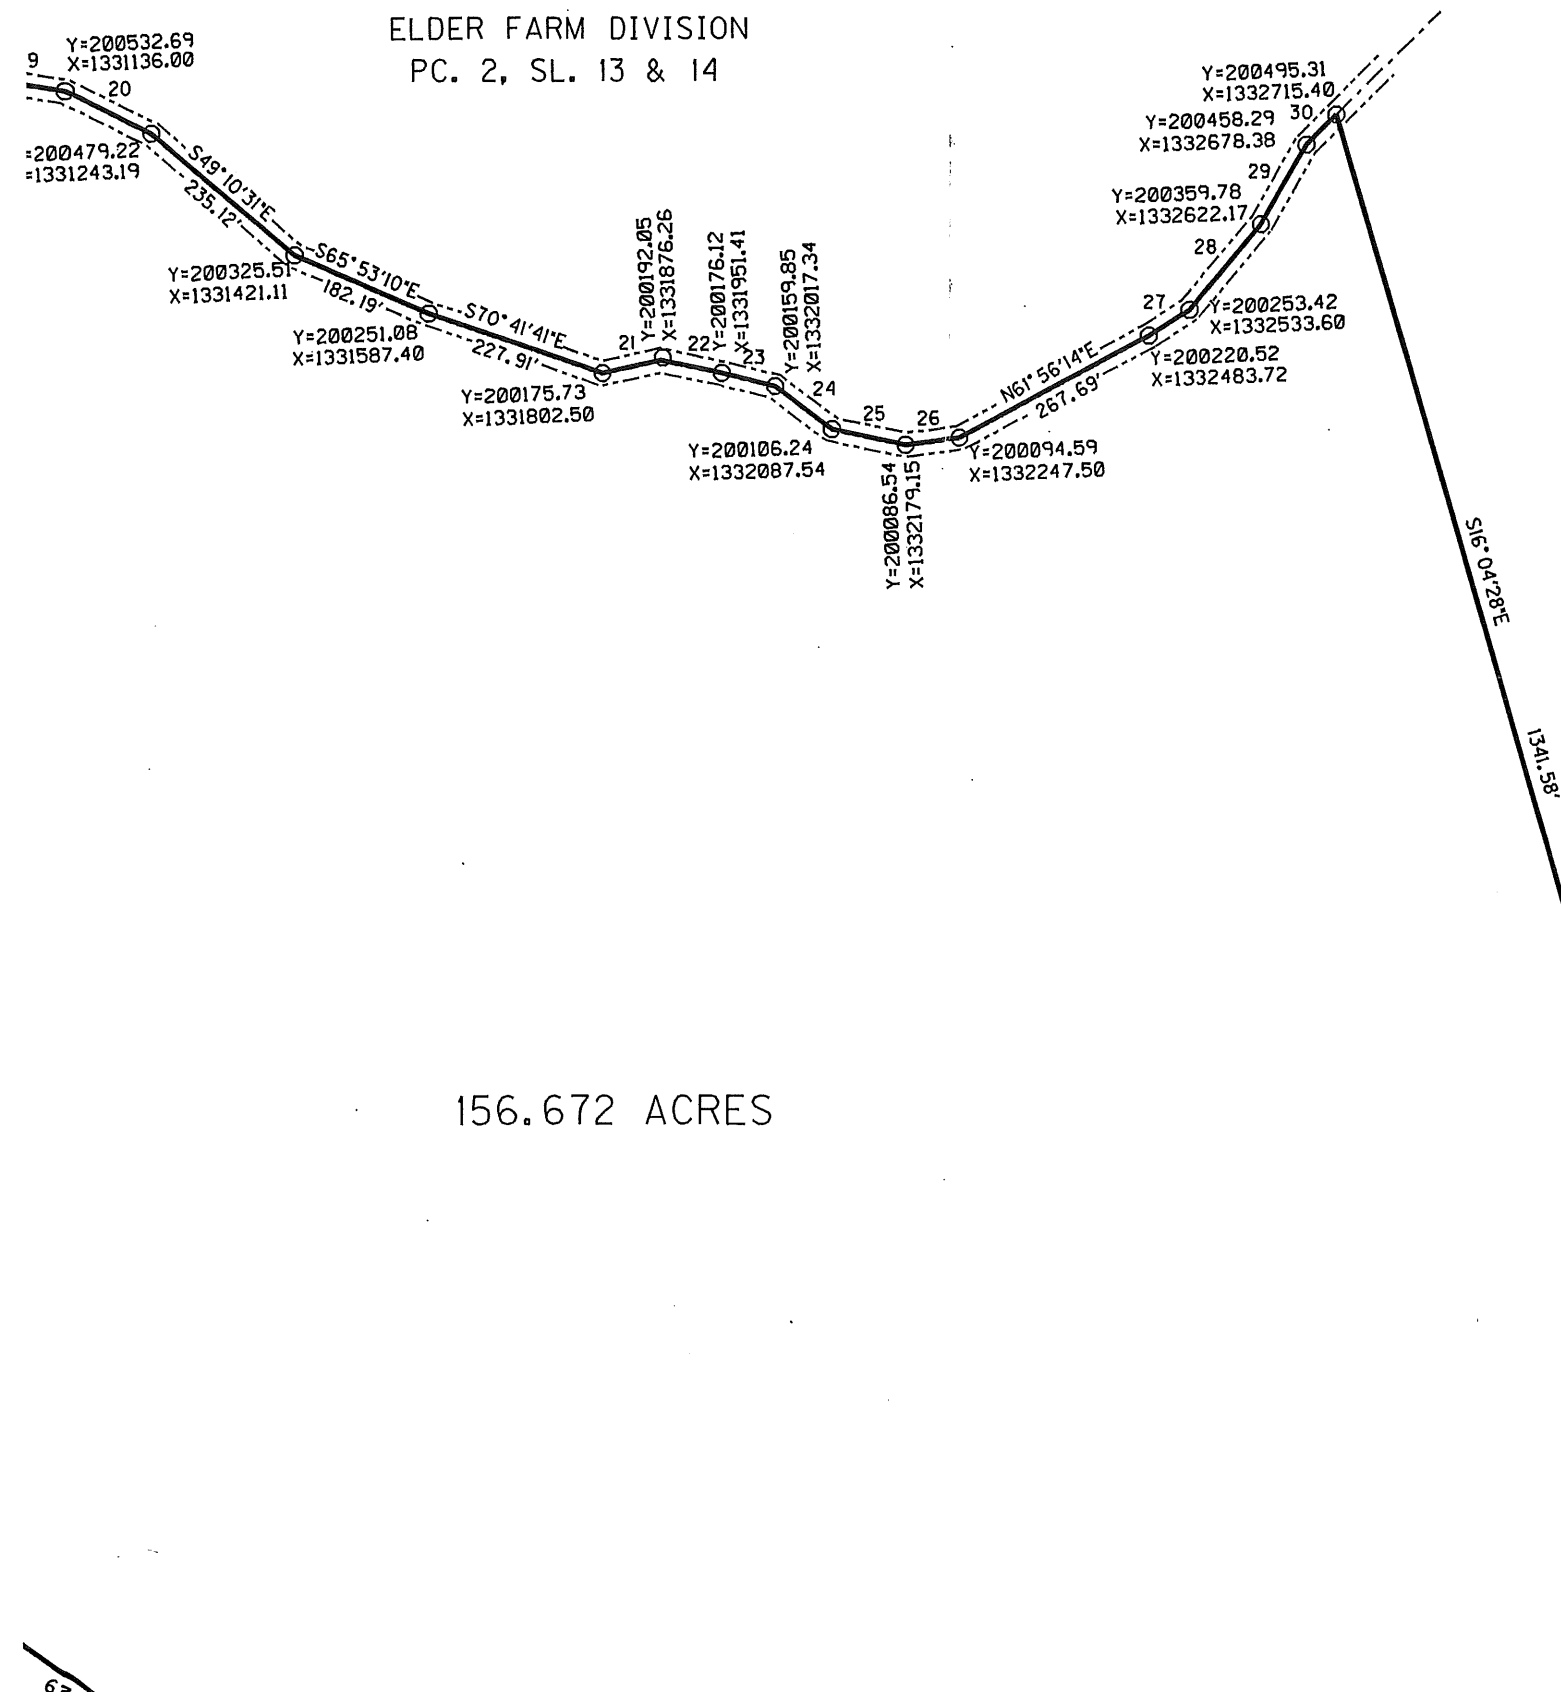 ELDER FARM DIVISION
PC. 2, SL. 13 & 14
9
Y=200532.69
X=1331136.00
20
=200479.22
=1331243.19
S49°10'31"E
235.12'
Y=200325.51
X=1331421.11
S65°53'10"E
182.19'
Y=200251.08
X=1331587.40
S70°41'41"E
227.91'
Y=200175.73
X=1331802.50
21
Y=200192.05
X=1331876.26
22
Y=200176.12
X=1331951.41
23
Y=200159.85
X=1332017.34
24
Y=200106.24
X=1332087.54
25
Y=200086.54
X=1332179.15
26
Y=200094.59
X=1332247.50
N61°56'14"E
267.69'
Y=200220.52
X=1332483.72
27
Y=200253.42
X=1332533.60
28
Y=200359.78
X=1332622.17
29
Y=200458.29
X=1332678.38
30
Y=200495.31
X=1332715.40
S16°04'28"E
1341.58'
156.672 ACRES